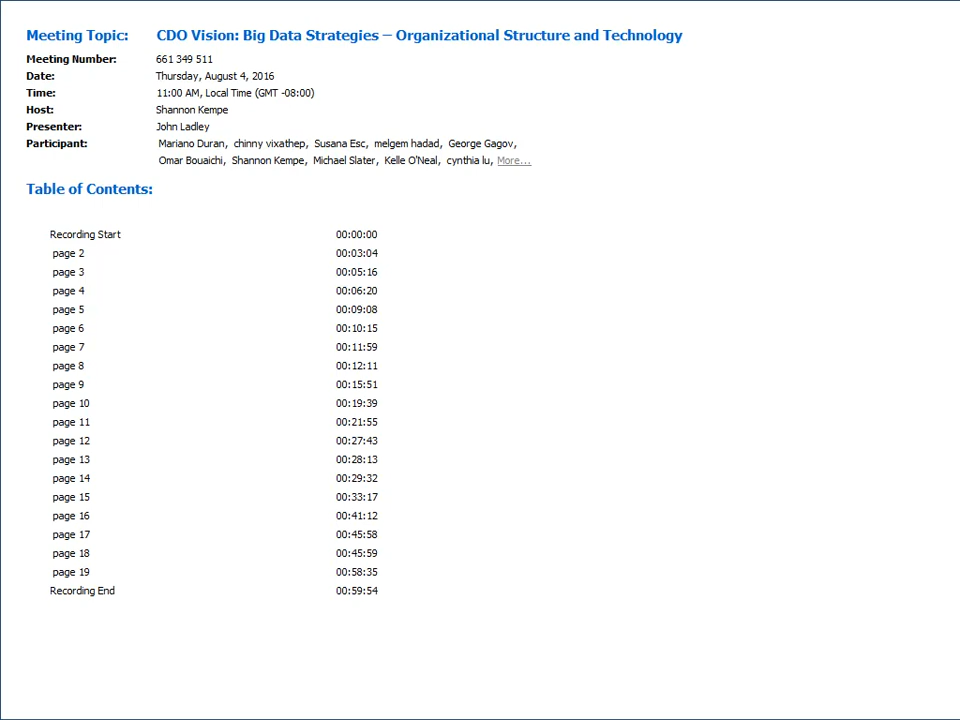 Meeting Topic: CDO Vision: Big Data Strategies – Organizational Structure and Technology
Meeting Number: 661 349 511
Date: Thursday, August 4, 2016
Time: 11:00 AM, Local Time (GMT -08:00)
Host: Shannon Kempe
Presenter: John Ladley
Participant: Mariano Duran, chinny vixathep, Susana Esc, melgem hadad, George Gagov,
Omar Bouaichi, Shannon Kempe, Michael Slater, Kelle O'Neal, cynthia lu, More...
Table of Contents:
Recording Start 00:00:00
page 2 00:03:04
page 3 00:05:16
page 4 00:06:20
page 5 00:09:08
page 6 00:10:15
page 7 00:11:59
page 8 00:12:11
page 9 00:15:51
page 10 00:19:39
page 11 00:21:55
page 12 00:27:43
page 13 00:28:13
page 14 00:29:32
page 15 00:33:17
page 16 00:41:12
page 17 00:45:58
page 18 00:45:59
page 19 00:58:35
Recording End 00:59:54